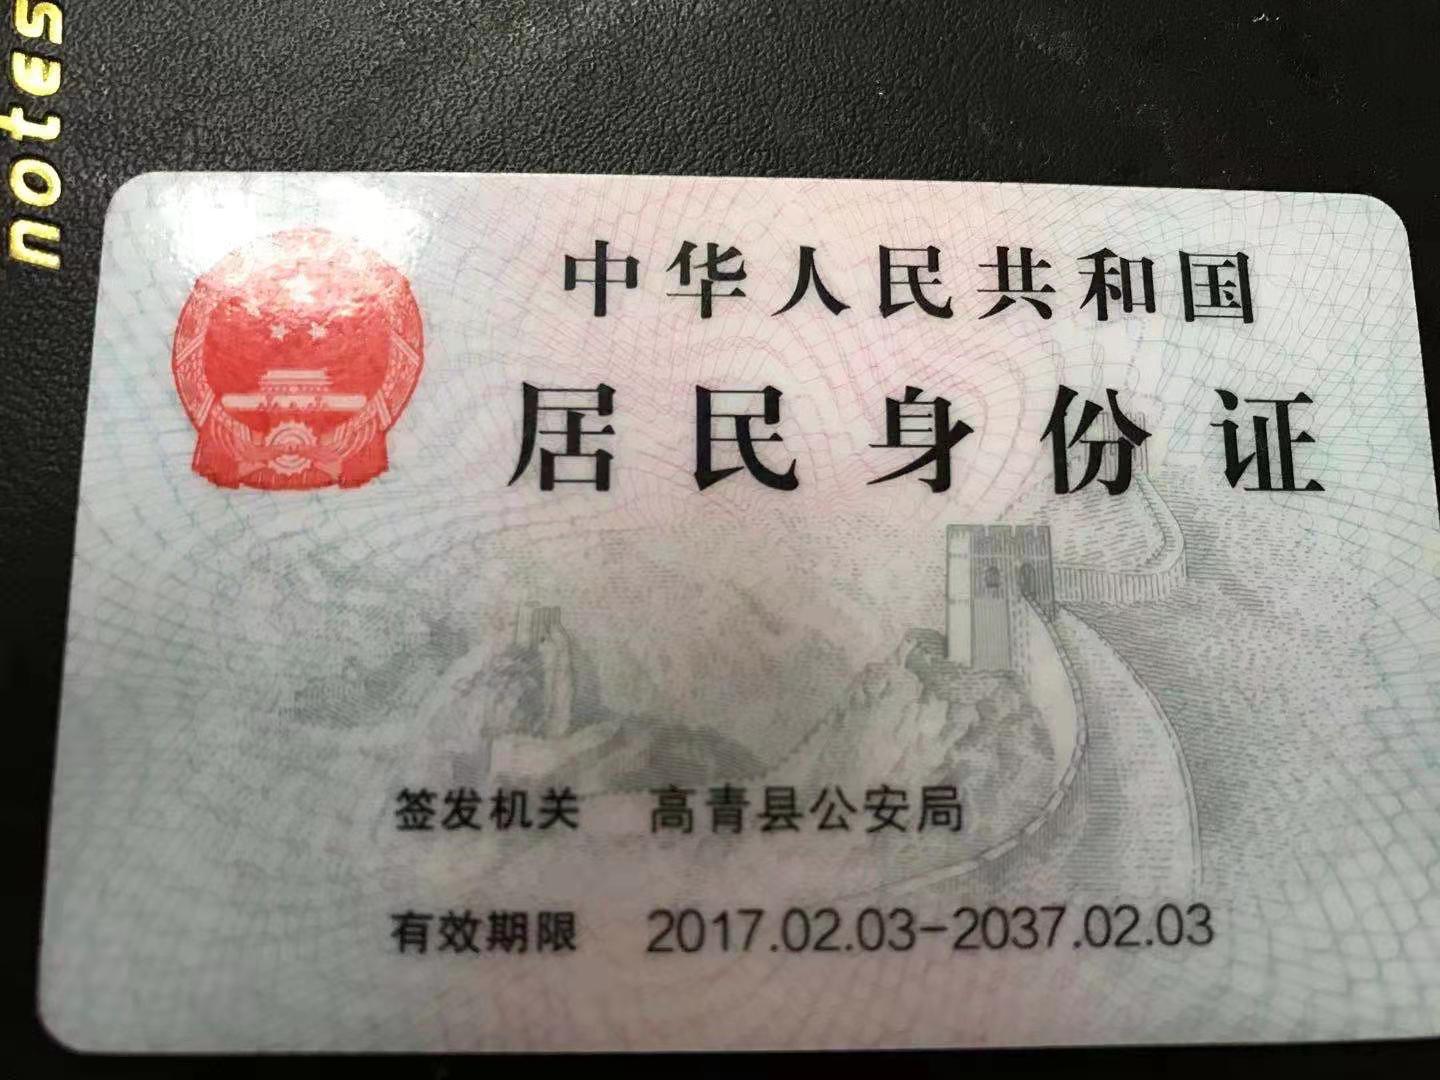 notes
中华人民共和国
居民身份证
签发机关 高青县公安局
有效期限 2017.02.03-2037.02.03